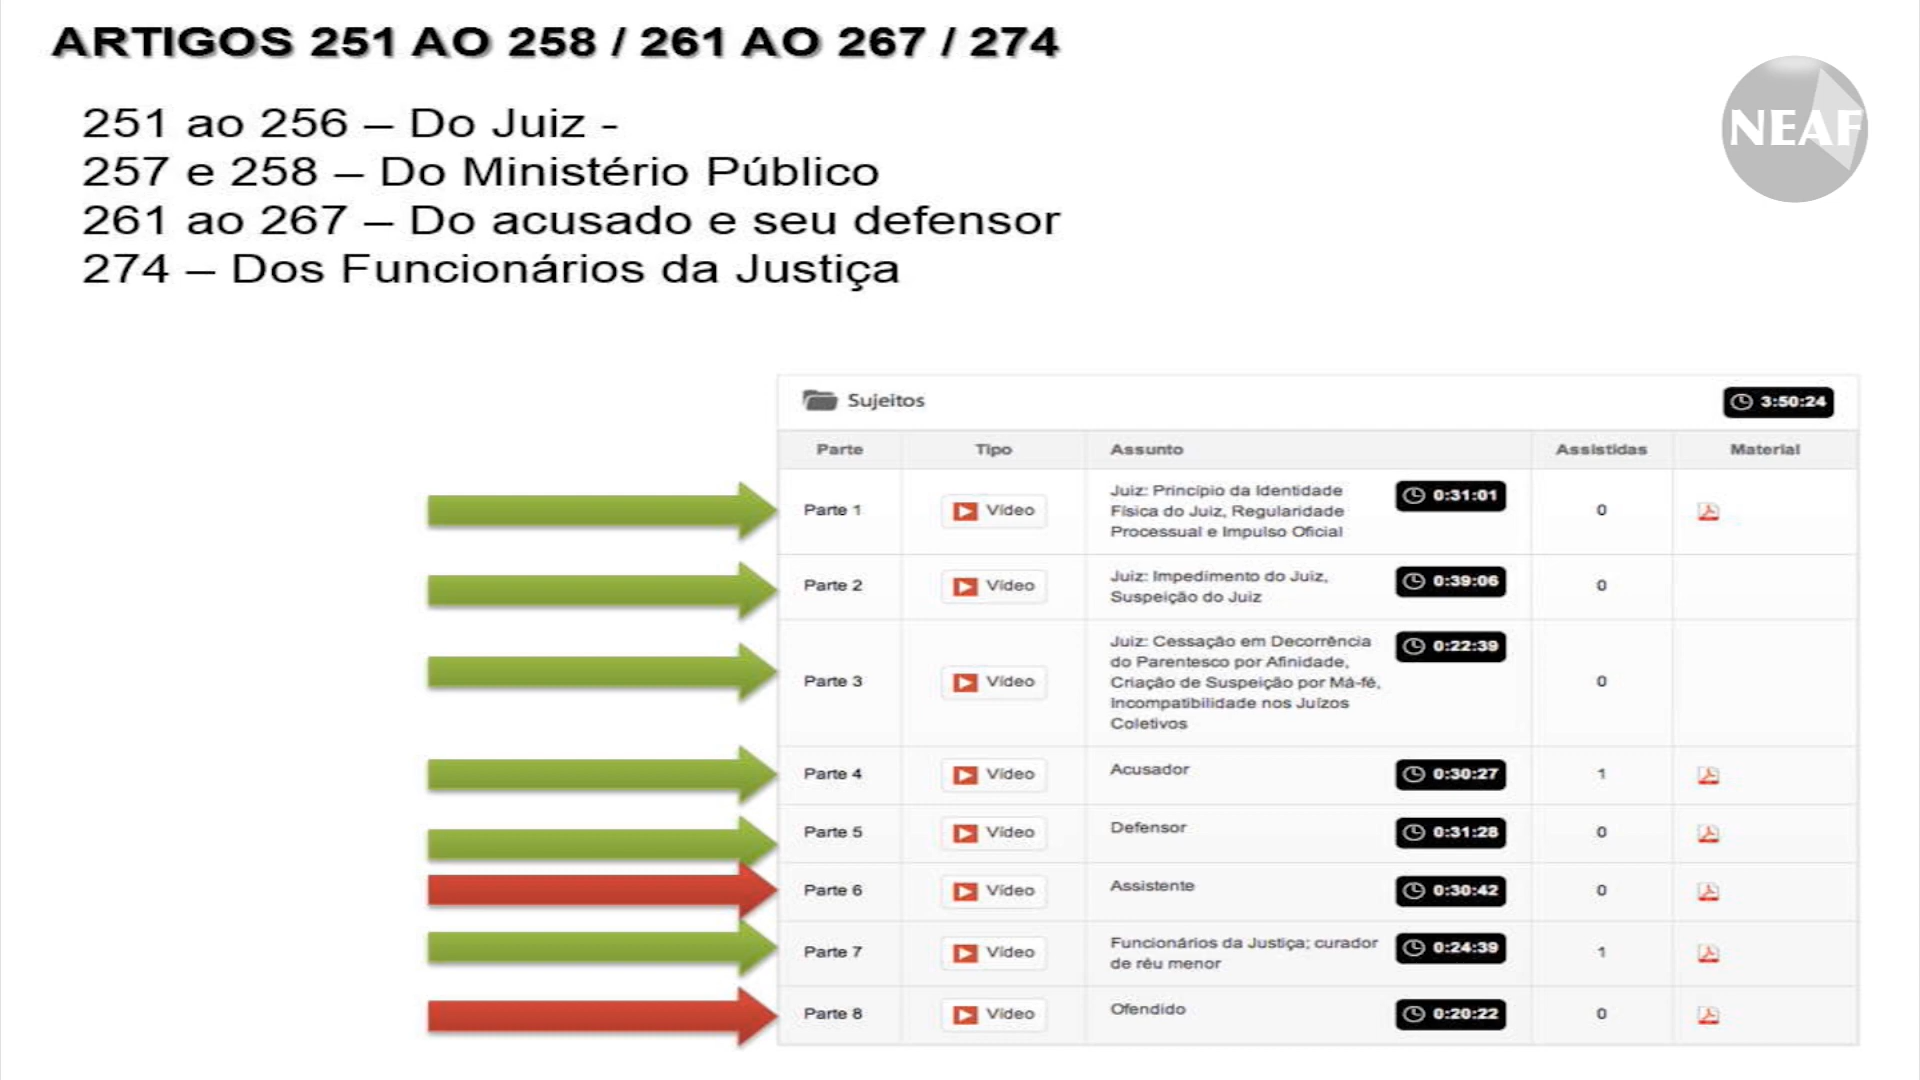 ARTIGOS 251 AO 258 / 261 AO 267 / 274
NEAF
251 ao 256 – Do Juiz -
257 e 258 – Do Ministério Público
261 ao 267 – Do acusado e seu defensor
274 – Dos Funcionários da Justiça
Sujeitos 3:50:24
Parte Tipo Assunto Assistidas Material
Parte 1 Vídeo Juiz: Princípio da Identidade 0:31:01 0
Física do Juiz, Regularidade
Processual e Impulso Oficial
Parte 2 Vídeo Juiz: Impedimento do Juiz, 0:39:06 0
Suspeição do Juiz
Parte 3 Vídeo Juiz: Cessação em Decorrência 0:22:39 0
do Parentesco por Afinidade,
Criação de Suspeição por Má-fé,
Incompatibilidade nos Juízos
Coletivos
Parte 4 Vídeo Acusador 0:30:27 1
Parte 5 Vídeo Defensor 0:31:28 0
Parte 6 Vídeo Assistente 0:30:42 0
Parte 7 Vídeo Funcionários da Justiça; curador 0:24:39 1
de réu menor
Parte 8 Vídeo Ofendido 0:20:22 0